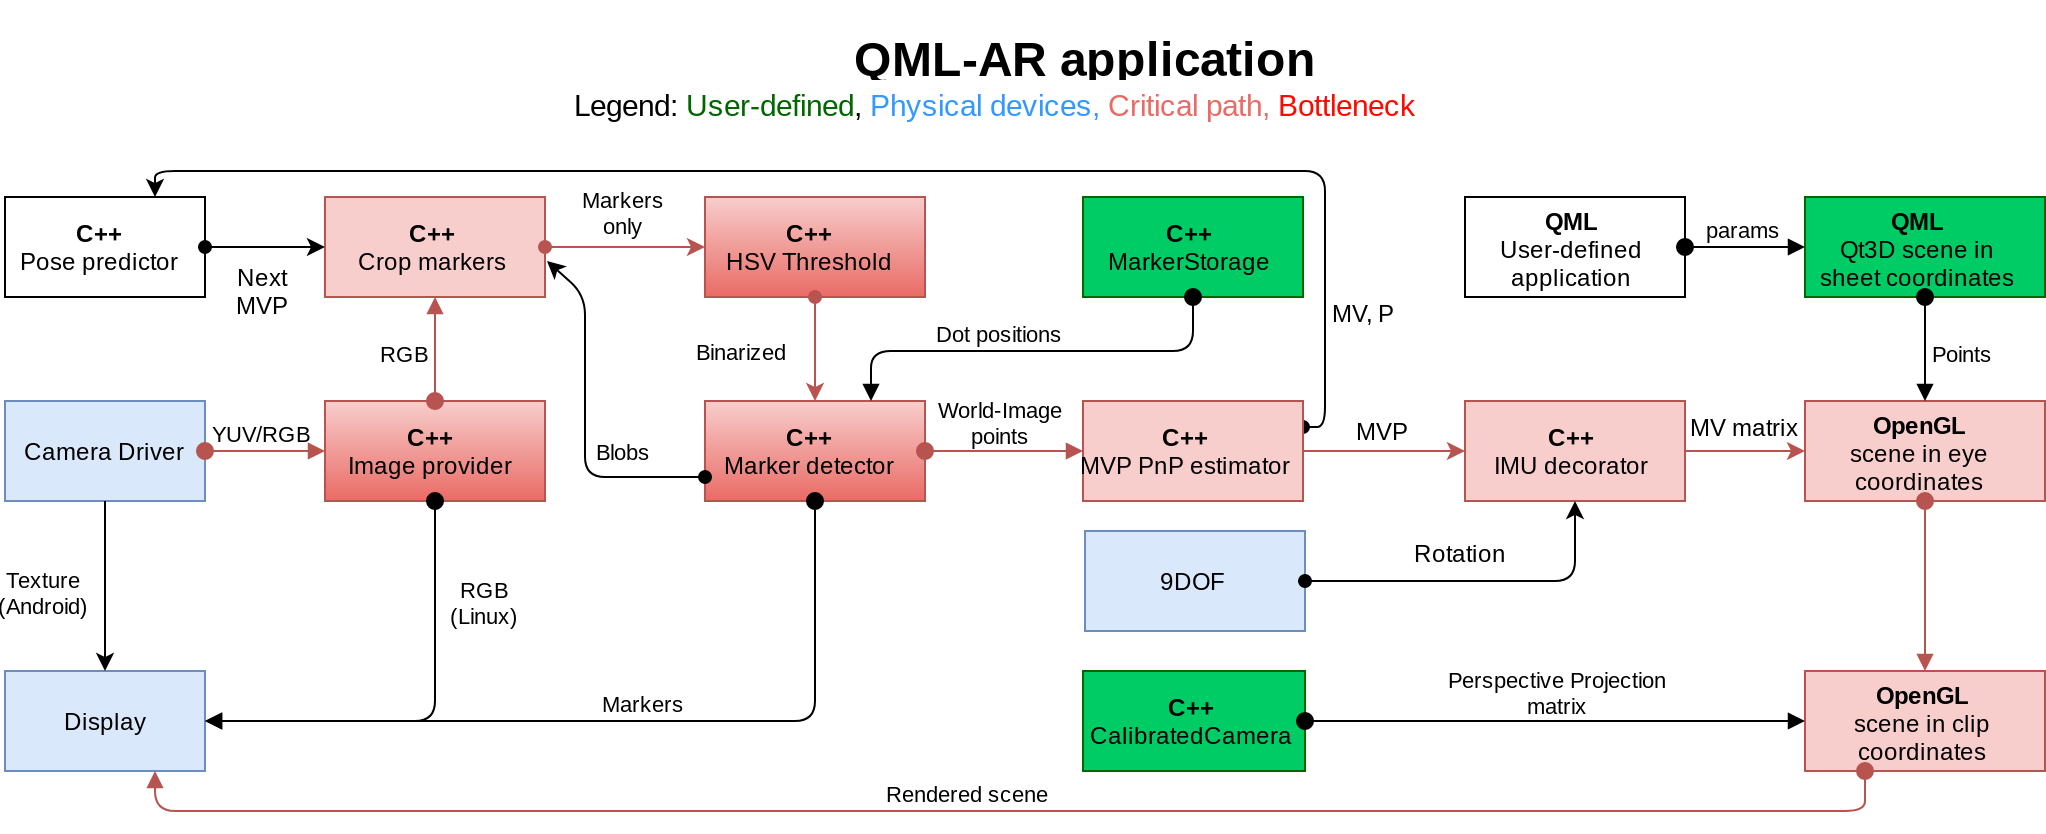 QML-AR application
Legend: User-defined, Physical devices, Critical path, Bottleneck
C++
Pose predictor
Next
MVP
C++
Crop markers
Markers
only
C++
HSV Threshold
C++
MarkerStorage
MV, P
QML
User-defined
application
params
QML
Qt3D scene in
sheet coordinates
RGB
Binarized
Dot positions
Points
Camera Driver
YUV/RGB
C++
Image provider
Blobs
C++
Marker detector
World-Image
points
C++
MVP PnP estimator
MVP
C++
IMU decorator
MV matrix
OpenGL
scene in eye
coordinates
Texture
(Android)
RGB
(Linux)
9DOF
Rotation
Display
Markers
C++
CalibratedCamera
Perspective Projection
matrix
OpenGL
scene in clip
coordinates
Rendered scene